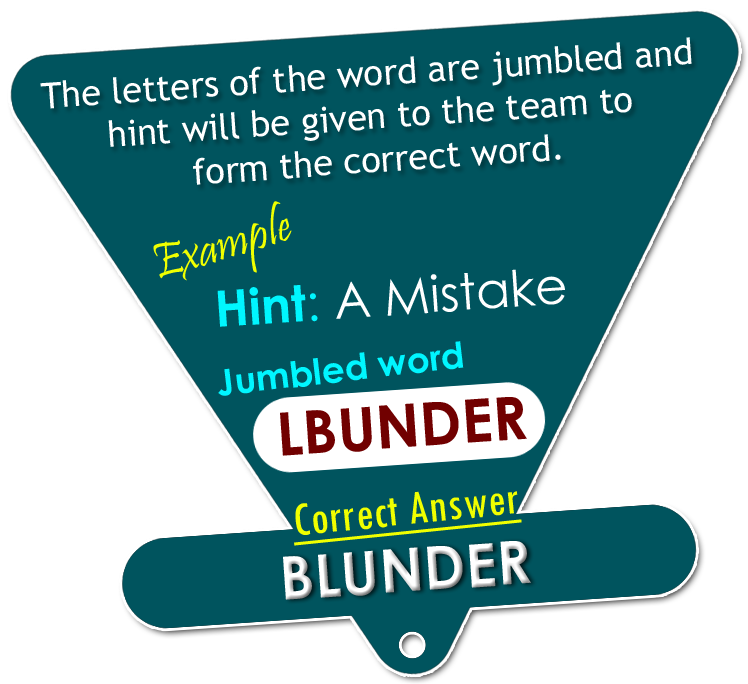 The letters of the word are jumbled and
hint will be given to the team to
form the correct word.
Example
Hint: A Mistake
Jumbled word
LBUNDER
Correct Answer
BLUNDER